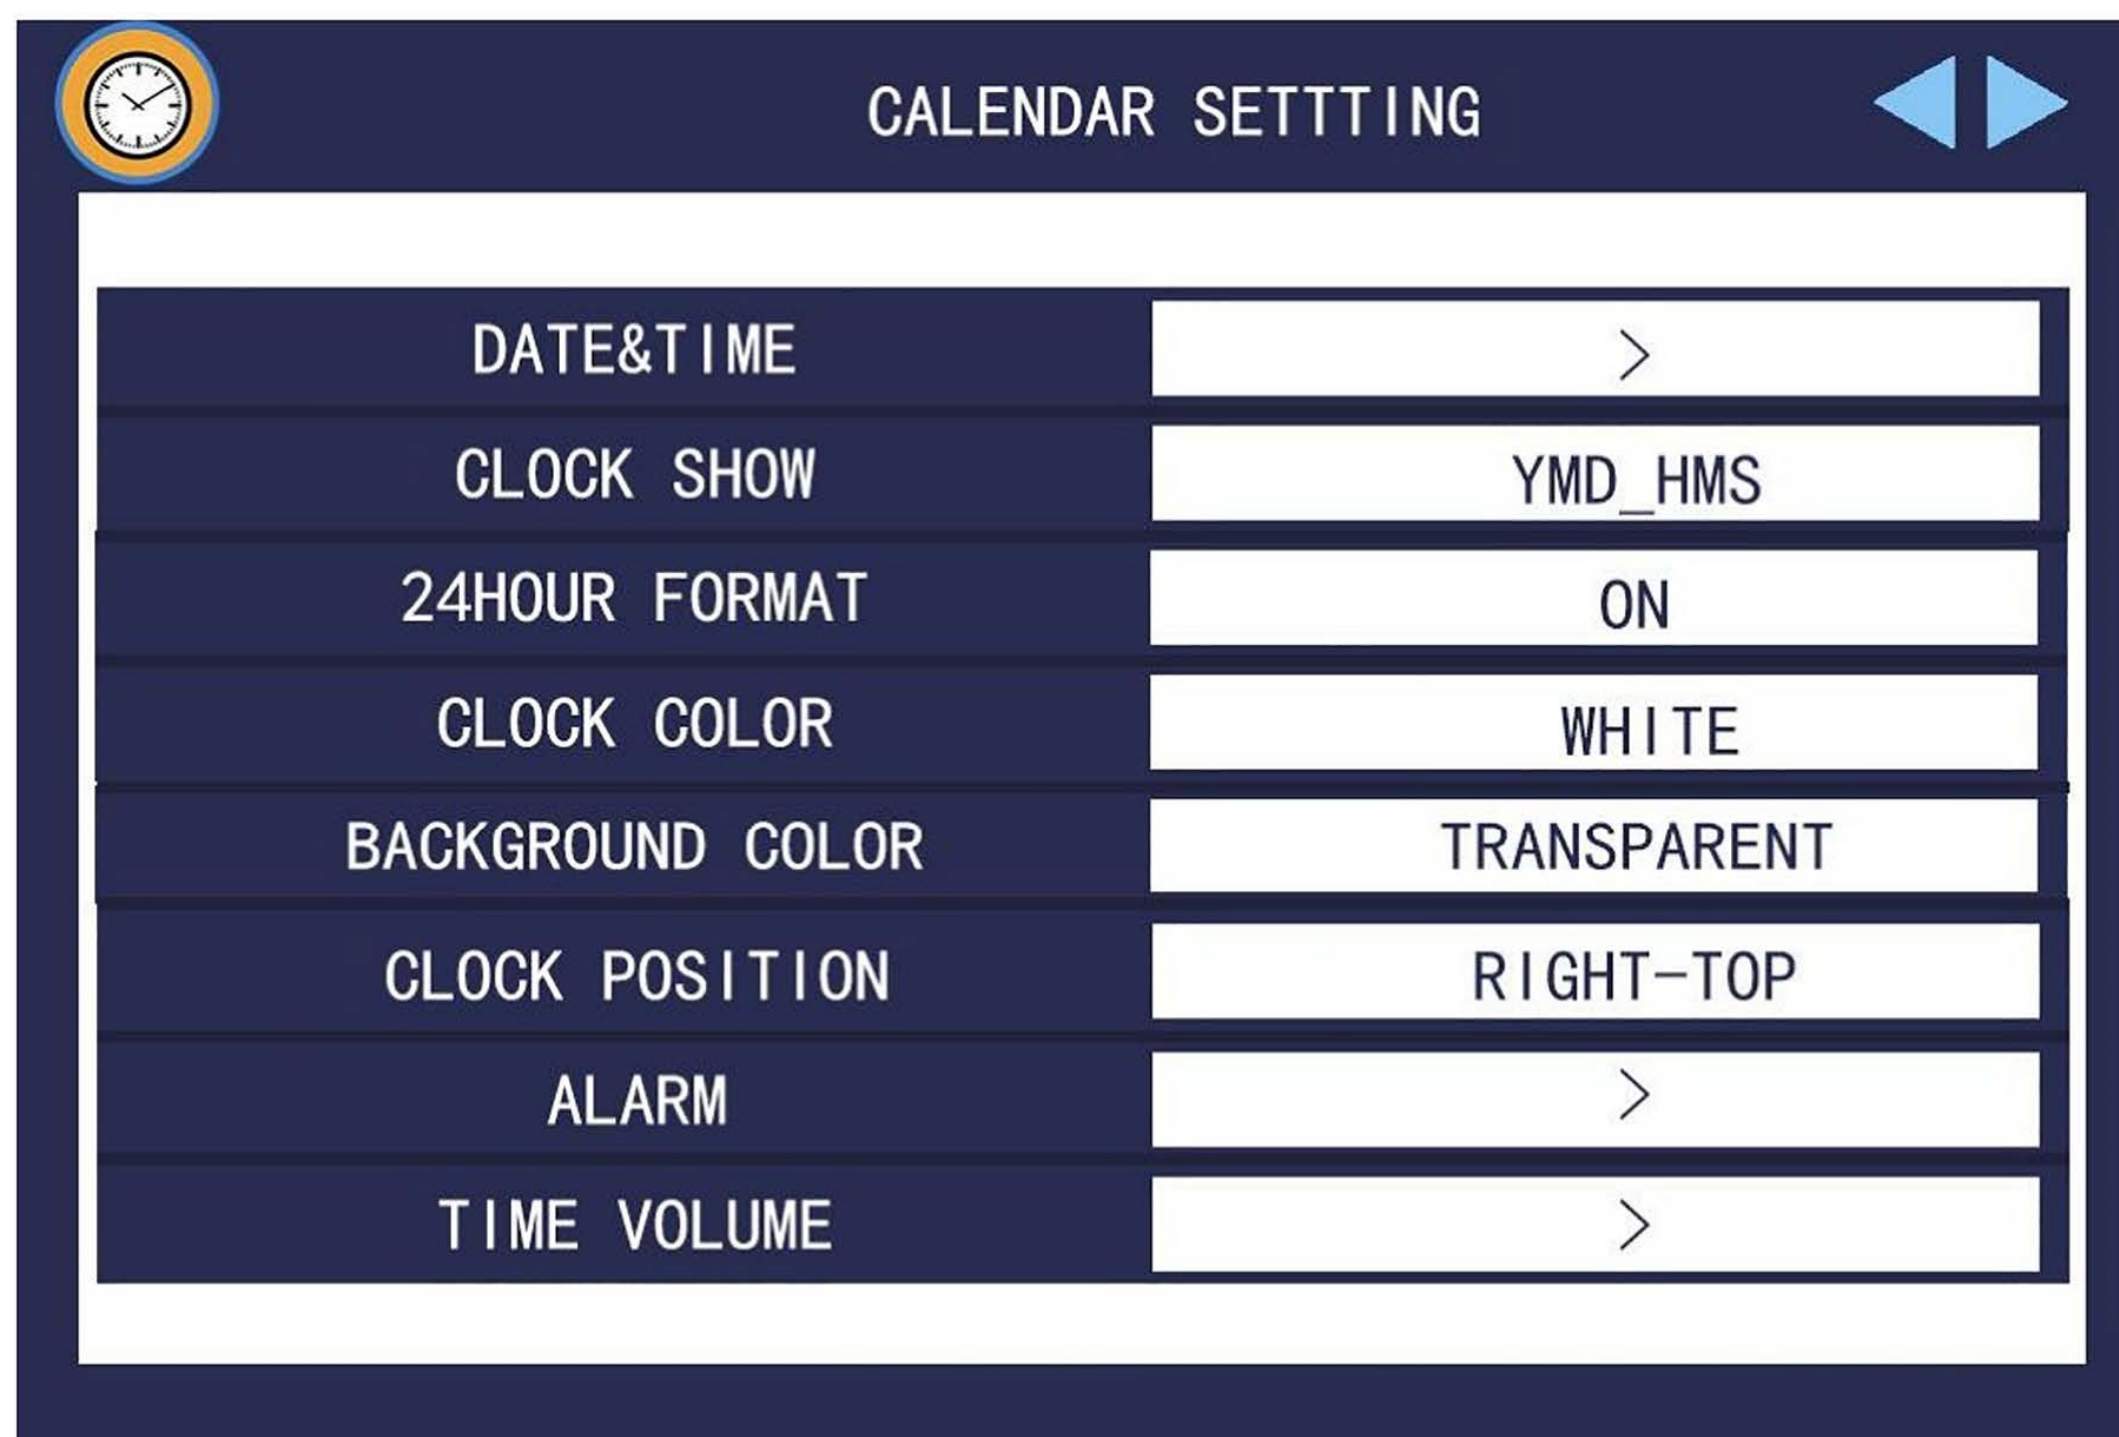 CALENDAR SETTTING
DATE&TIME >
CLOCK SHOW YMD_HMS
24HOUR FORMAT ON
CLOCK COLOR WHITE
BACKGROUND COLOR TRANSPARENT
CLOCK POSITION RIGHT-TOP
ALARM >
TIME VOLUME >